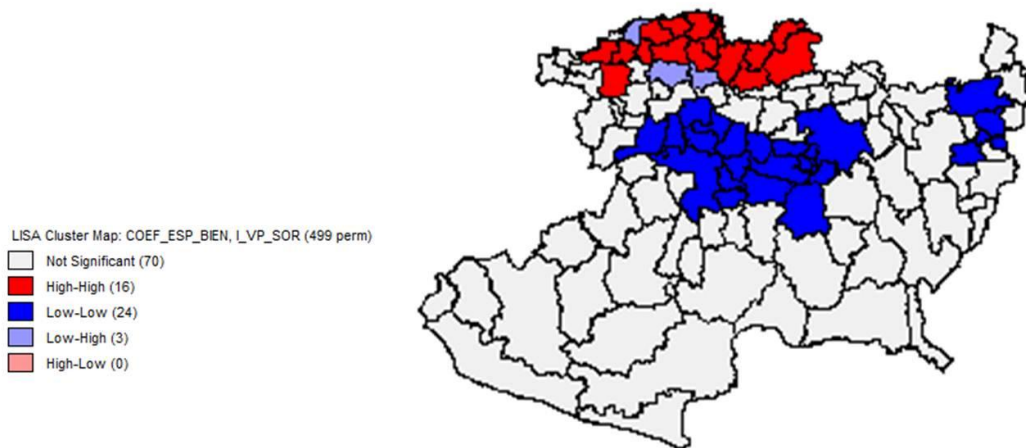 LISA Cluster Map: COEF_ESP_BIEN, I_VP_SOR (499 perm)
Not Significant (70)
High-High (16)
Low-Low (24)
Low-High (3)
High-Low (0)